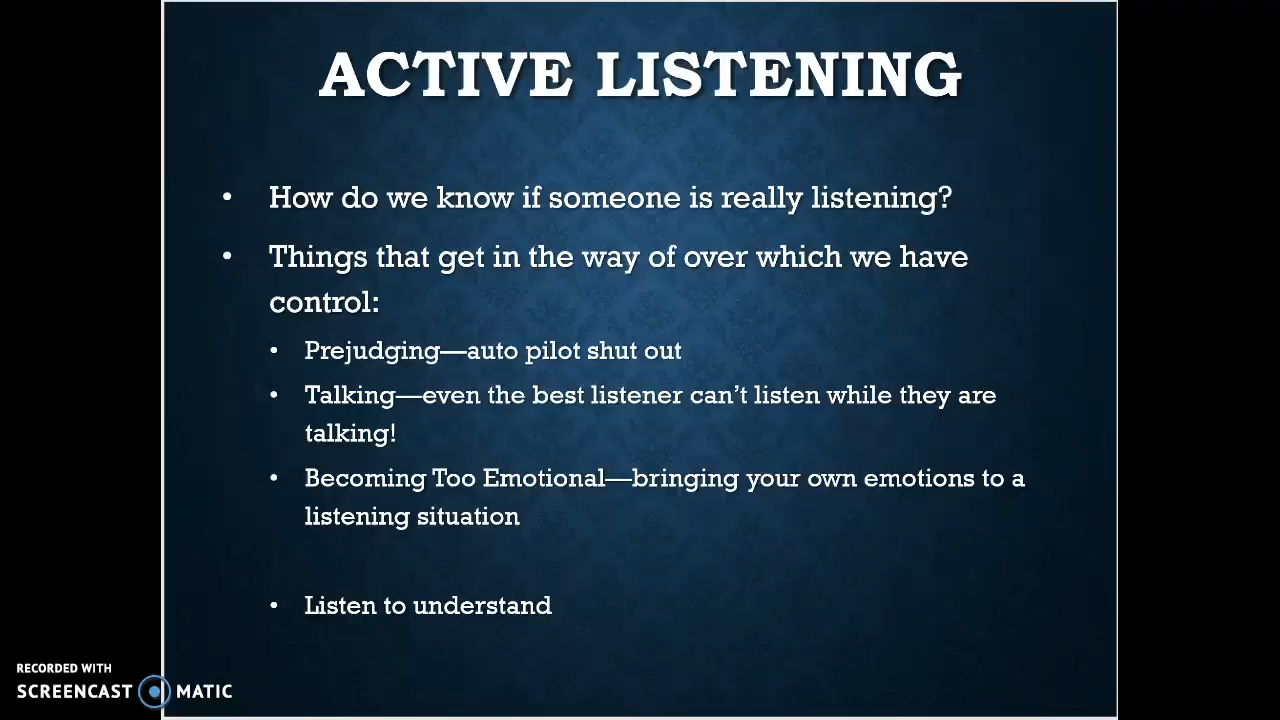 ACTIVE LISTENING
• How do we know if someone is really listening?
• Things that get in the way of over which we have
control:
• Prejudging—auto pilot shut out
• Talking—even the best listener can’t listen while they are
talking!
• Becoming Too Emotional—bringing your own emotions to a
listening situation
• Listen to understand
RECORDED WITH
SCREENCAST MATIC